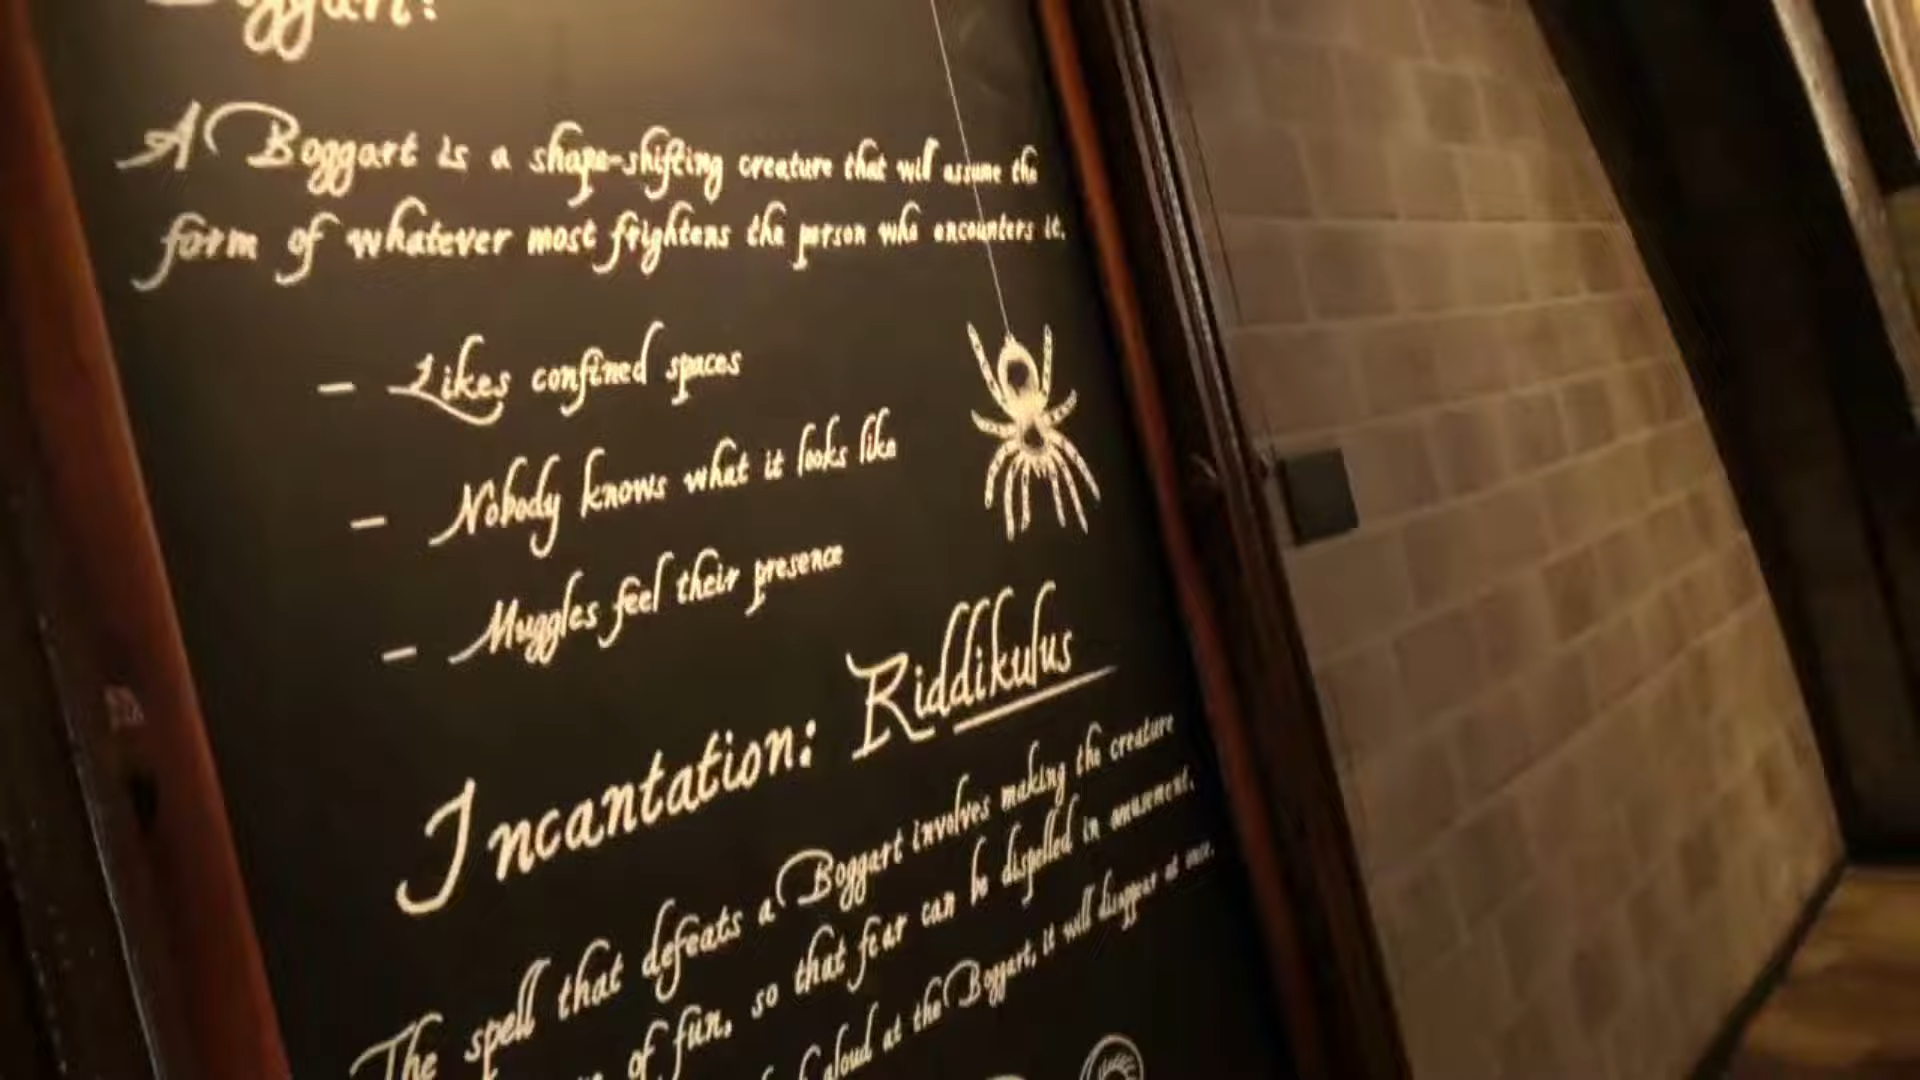 Boggart:
A Boggart is a shape-shifting creature that will assume the
form of whatever most frightens the person who encounters it.
– Likes confined spaces
– Nobody knows what it looks like
– Muggles feel their presence
Incantation: Riddikulus
The spell that defeats a Boggart involves making the creature
of fun, so that fear can be dispelled in amusement.
aloud at the Boggart, it will disappear at once.